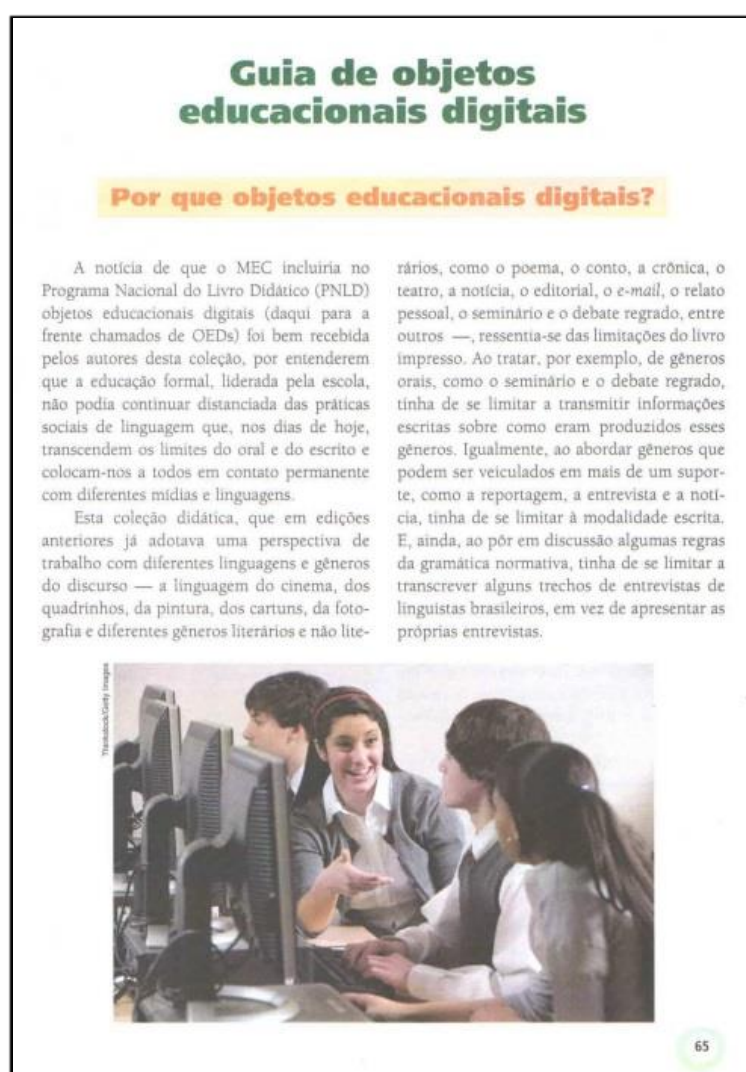 Guia de objetos
educacionais digitais
Por que objetos educacionais digitais?
A notícia de que o MEC incluiria no
Programa Nacional do Livro Didático (PNLD)
objetos educacionais digitais (daqui para a
frente chamados de OEDs) foi bem recebida
pelos autores desta coleção, por entenderem
que a educação formal, liderada pela escola,
não podia continuar distanciada das práticas
sociais de linguagem que, nos dias de hoje,
transcendem os limites do oral e do escrito e
colocam-nos a todos em contato permanente
com diferentes mídias e linguagens.
Esta coleção didática, que em edições
anteriores já adotava uma perspectiva de
trabalho com diferentes linguagens e gêneros
do discurso — a linguagem do cinema, dos
quadrinhos, da pintura, dos cartuns, da foto-
grafia e diferentes gêneros literários e não lite-
rários, como o poema, o conto, a crônica, o
teatro, a notícia, o editorial, o e-mail, o relato
pessoal, o seminário e o debate regrado, entre
outros —, ressentia-se das limitações do livro
impresso. Ao tratar, por exemplo, de gêneros
orais, como o seminário e o debate regrado,
tinha de se limitar a transmitir informações
escritas sobre como eram produzidos esses
gêneros. Igualmente, ao abordar gêneros que
podem ser veiculados em mais de um supor-
te, como a reportagem, a entrevista e a notí-
cia, tinha de se limitar à modalidade escrita.
E, ainda, ao pôr em discussão algumas regras
da gramática normativa, tinha de se limitar a
transcrever alguns trechos de entrevistas de
linguistas brasileiros, em vez de apresentar as
próprias entrevistas.
Thinkstock/Getty Images
65